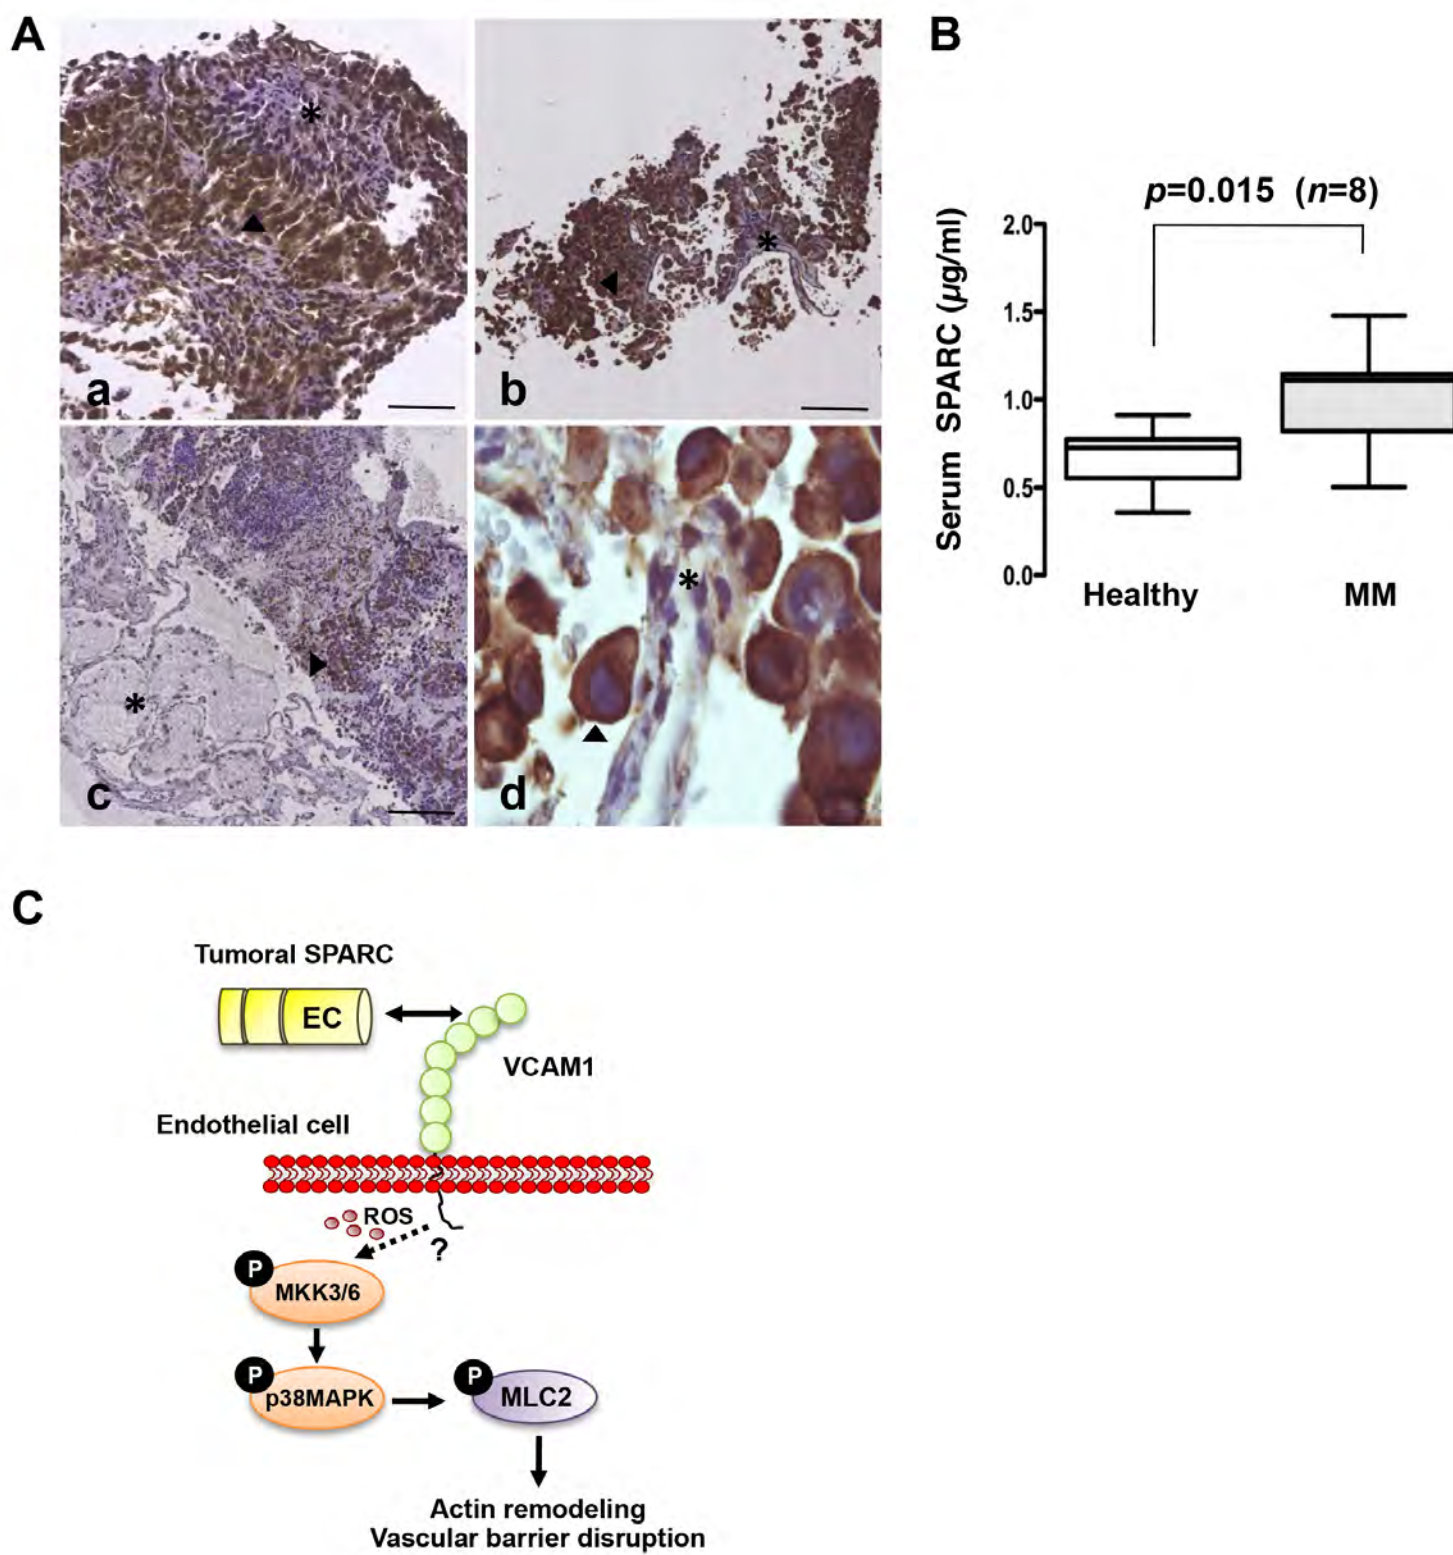 A
B
*
*
a
b
*
*
c
d
p=0.015 (n=8)
Serum SPARC (µg/ml)
2.0
1.5
1.0
0.5
0.0
Healthy
MM
C
Tumoral SPARC
EC
VCAM1
Endothelial cell
ROS
?
P
MKK3/6
P
p38MAPK
P
MLC2
Actin remodeling
Vascular barrier disruption